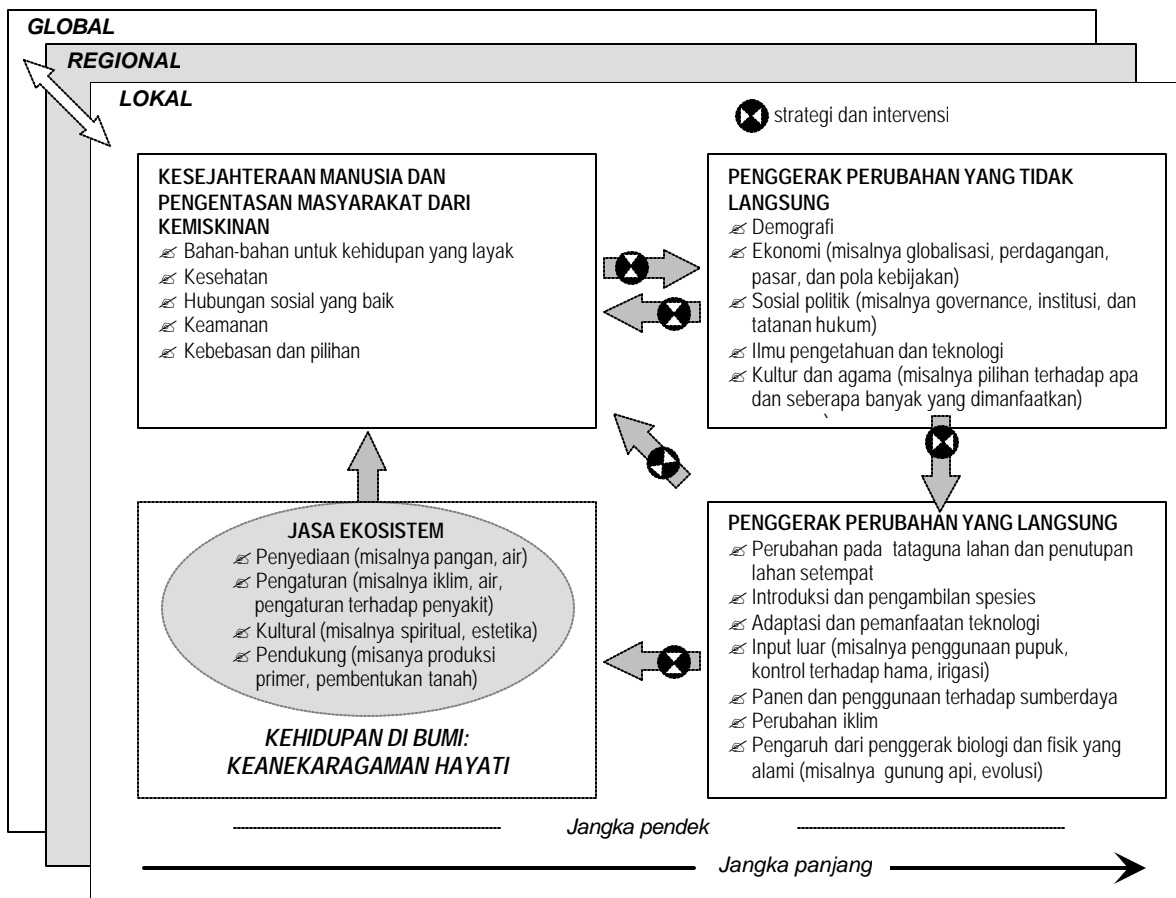 GLOBAL
REGIONAL
LOKAL
strategi dan intervensi
KESEJAHTERAAN MANUSIA DAN
PENGENTASAN MASYARAKAT DARI
KEMISKINAN
Bahan-bahan untuk kehidupan yang layak
Kesehatan
Hubungan sosial yang baik
Keamanan
Kebebasan dan pilihan
PENGGERAK PERUBAHAN YANG TIDAK
LANGSUNG
Demografi
Ekonomi (misalnya globalisasi, perdagangan,
pasar, dan pola kebijakan)
Sosial politik (misalnya governance, institusi, dan
tatanan hukum)
Ilmu pengetahuan dan teknologi
Kultur dan agama (misalnya pilihan terhadap apa
dan seberapa banyak yang dimanfaatkan)
JASA EKOSISTEM
Penyediaan (misalnya pangan, air)
Pengaturan (misalnya iklim, air,
pengaturan terhadap penyakit)
Kultural (misalnya spiritual, estetika)
Pendukung (misanya produksi
primer, pembentukan tanah)
KEHIDUPAN DI BUMI:
KEANEKARAGAMAN HAYATI
PENGGERAK PERUBAHAN YANG LANGSUNG
Perubahan pada tataguna lahan dan penutupan
lahan setempat
Introduksi dan pengambilan spesies
Adaptasi dan pemanfaatan teknologi
Input luar (misalnya penggunaan pupuk,
kontrol terhadap hama, irigasi)
Panen dan penggunaan terhadap sumberdaya
Perubahan iklim
Pengaruh dari penggerak biologi dan fisik yang
alami (misalnya gunung api, evolusi)
Jangka pendek
Jangka panjang